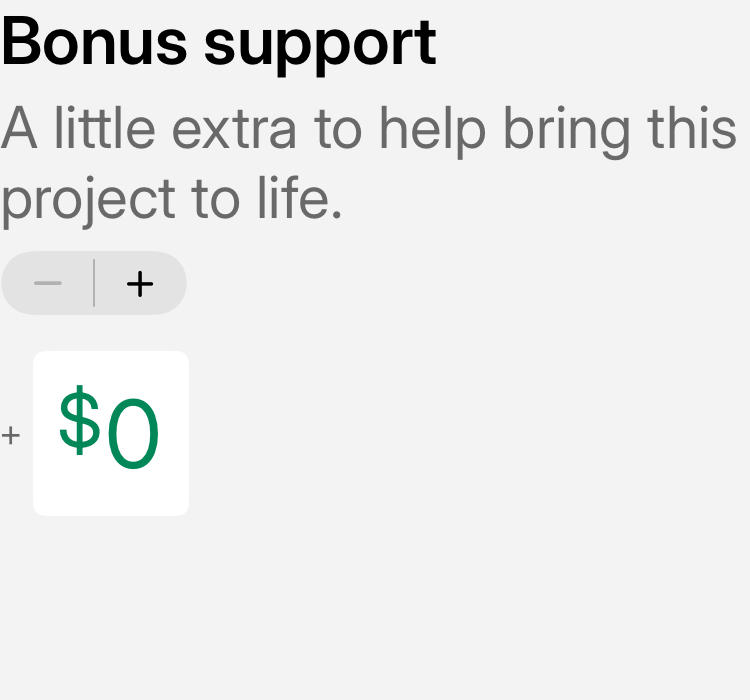 Bonus support
A little extra to help bring this
project to life.
− +
+ $0